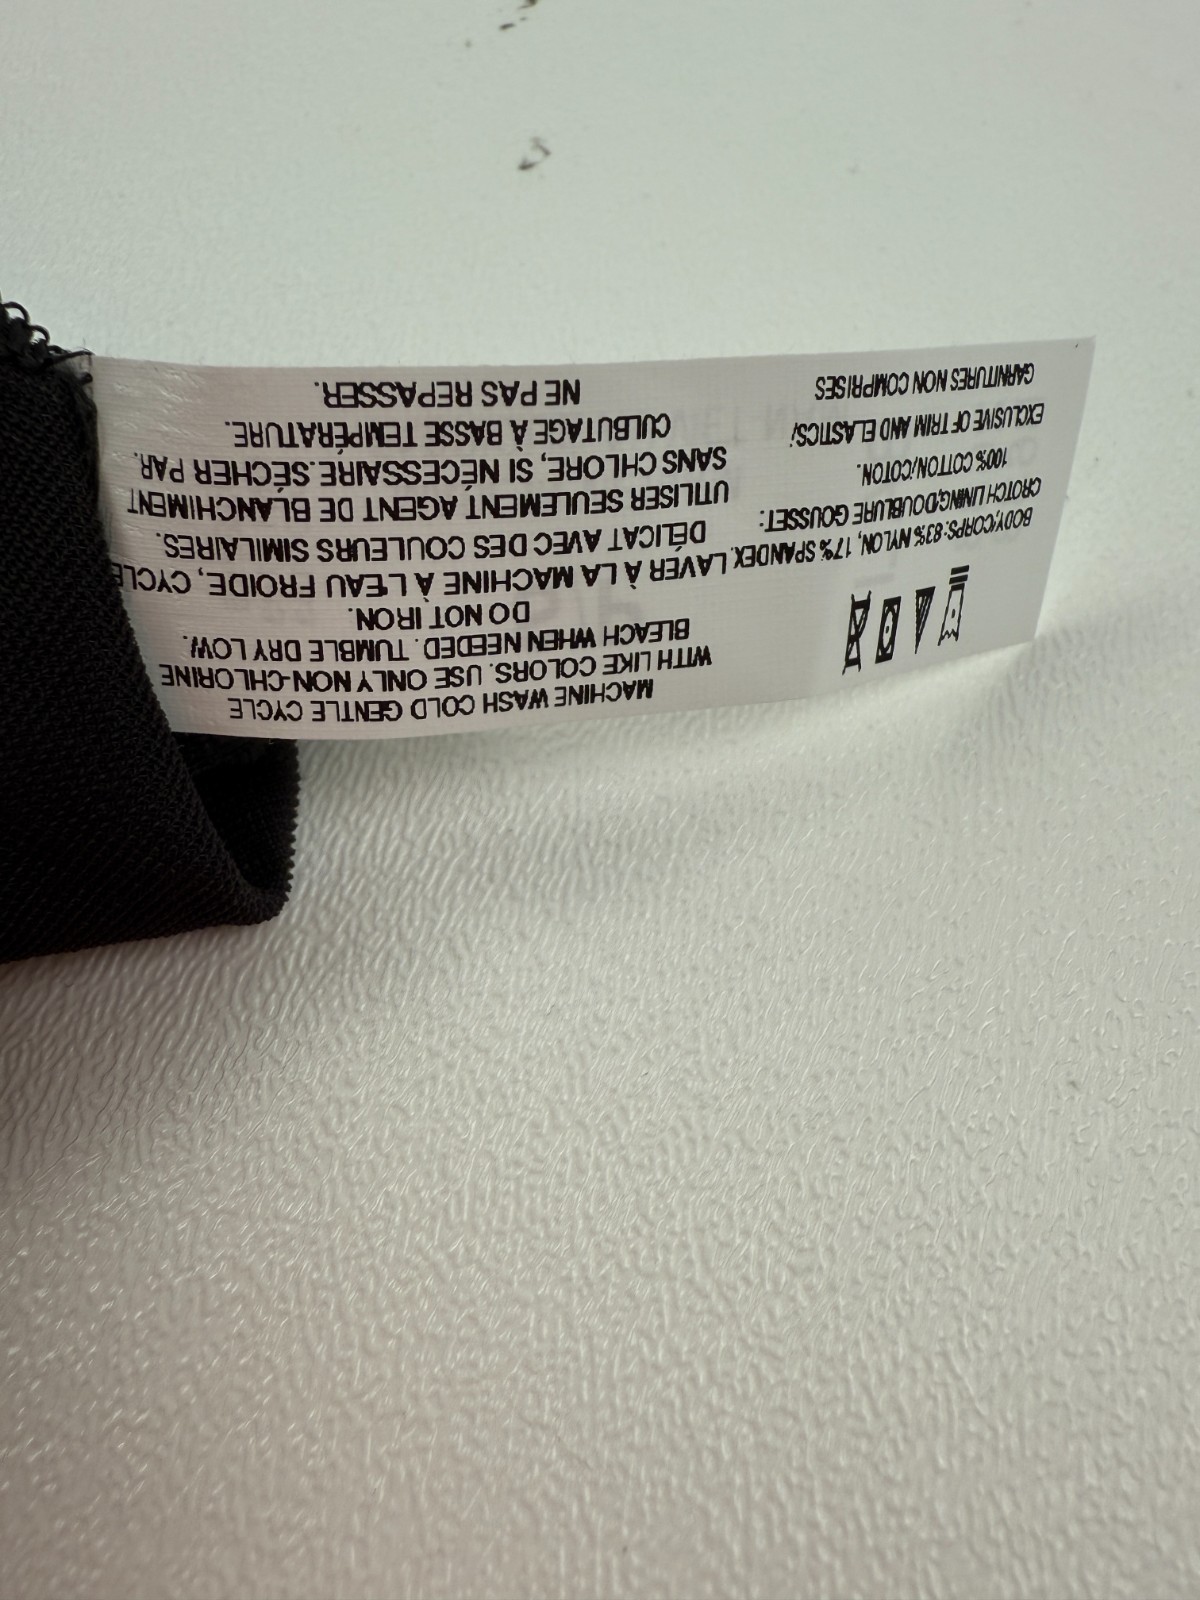 BODY/CORPS: 83% NYLON, 17% SPANDEX.
CROTCH LINING/DOUBLURE GOUSSET:
100% COTTON/COTON.
EXCLUSIVE OF TRIM AND ELASTICS/
GARNITURES NON COMPRISES
MACHINE WASH COLD GENTLE CYCLE
WITH LIKE COLORS. USE ONLY NON-CHLORINE
BLEACH WHEN NEEDED. TUMBLE DRY LOW.
DO NOT IRON.
LAVER À LA MACHINE À L'EAU FROIDE, CYCLE
DÉLICAT AVEC DES COULEURS SIMILAIRES.
UTILISER SEULEMENT AGENT DE BLANCHIMENT
SANS CHLORE, SI NÉCESSAIRE.SÉCHER PAR.
CULBUTAGE À BASSE TEMPÉRATURE.
NE PAS REPASSER.